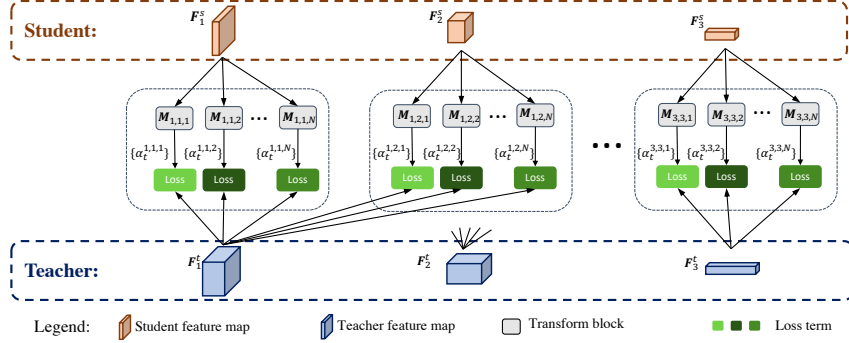 Student:
F_1^s
F_2^s
F_3^s
M_{1,1,1} M_{1,1,2} ... M_{1,1,N}
M_{1,2,1} M_{1,2,2} ... M_{1,2,N}
M_{3,3,1} M_{3,3,2} ... M_{3,3,N}
...
{α_t^{1,1,1}} {α_t^{1,1,2}} {α_t^{1,1,N}}
{α_t^{1,2,1}} {α_t^{1,2,2}} {α_t^{1,2,N}}
{α_t^{3,3,1}} {α_t^{3,3,2}} {α_t^{3,3,N}}
Loss Loss Loss
Loss Loss Loss
Loss Loss Loss
Teacher:
F_1^t
F_2^t
F_3^t
Legend: Student feature map Teacher feature map Transform block Loss term